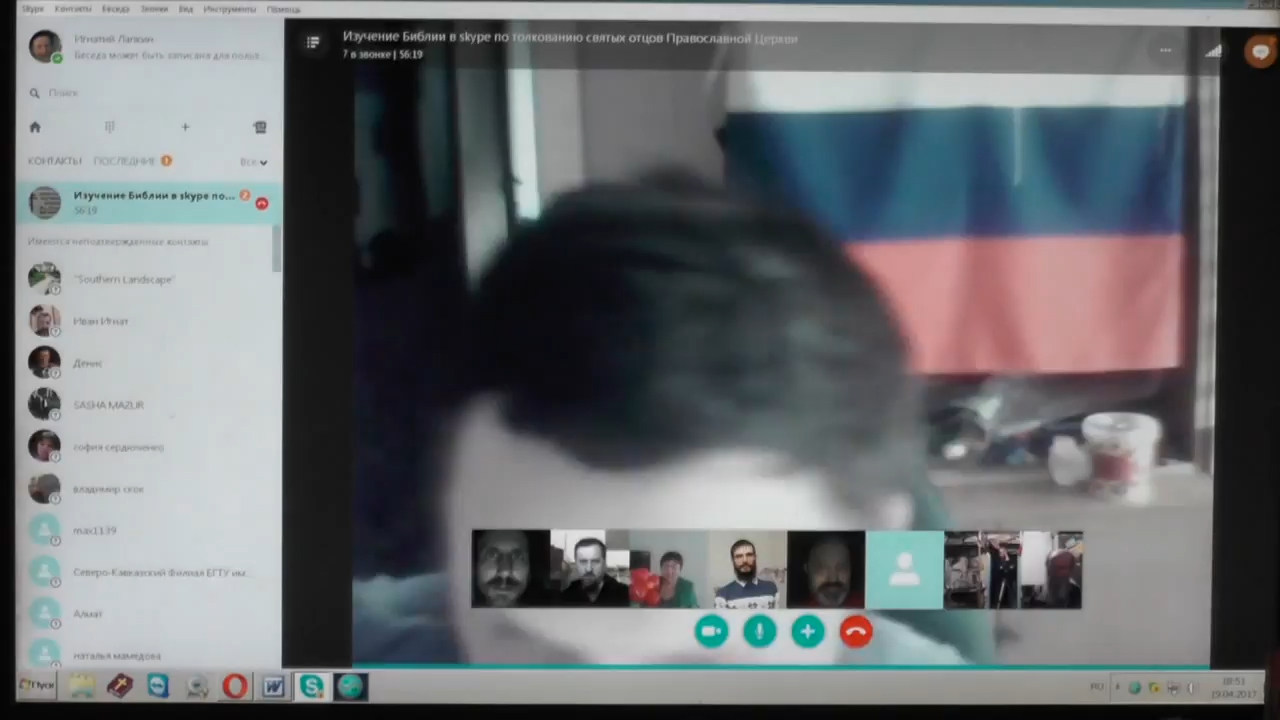 Skype Контакты Беседа Звонки Вид Инструменты Помощь
Игнатий Лапкин
Беседа может быть записана для польз...
Поиск
КОНТАКТЫ ПОСЛЕДНИЕ 1 Все
Изучение Библии в skype по... 2
56:19
Имеются неподтвержденные контакты
"Southern Landscape"
Иван Игнат
Денис
SASHA MAZUR
софия сердюченко
владимир скок
max1139
Северо-Кавказский Филиал БГТУ им...
Алмат
наталья мамедова
Изучение Библии в skype по толкованию святых отцов Православной Церкви
7 в звонке | 56:19
Пуск
RU
18:51
19.04.2017